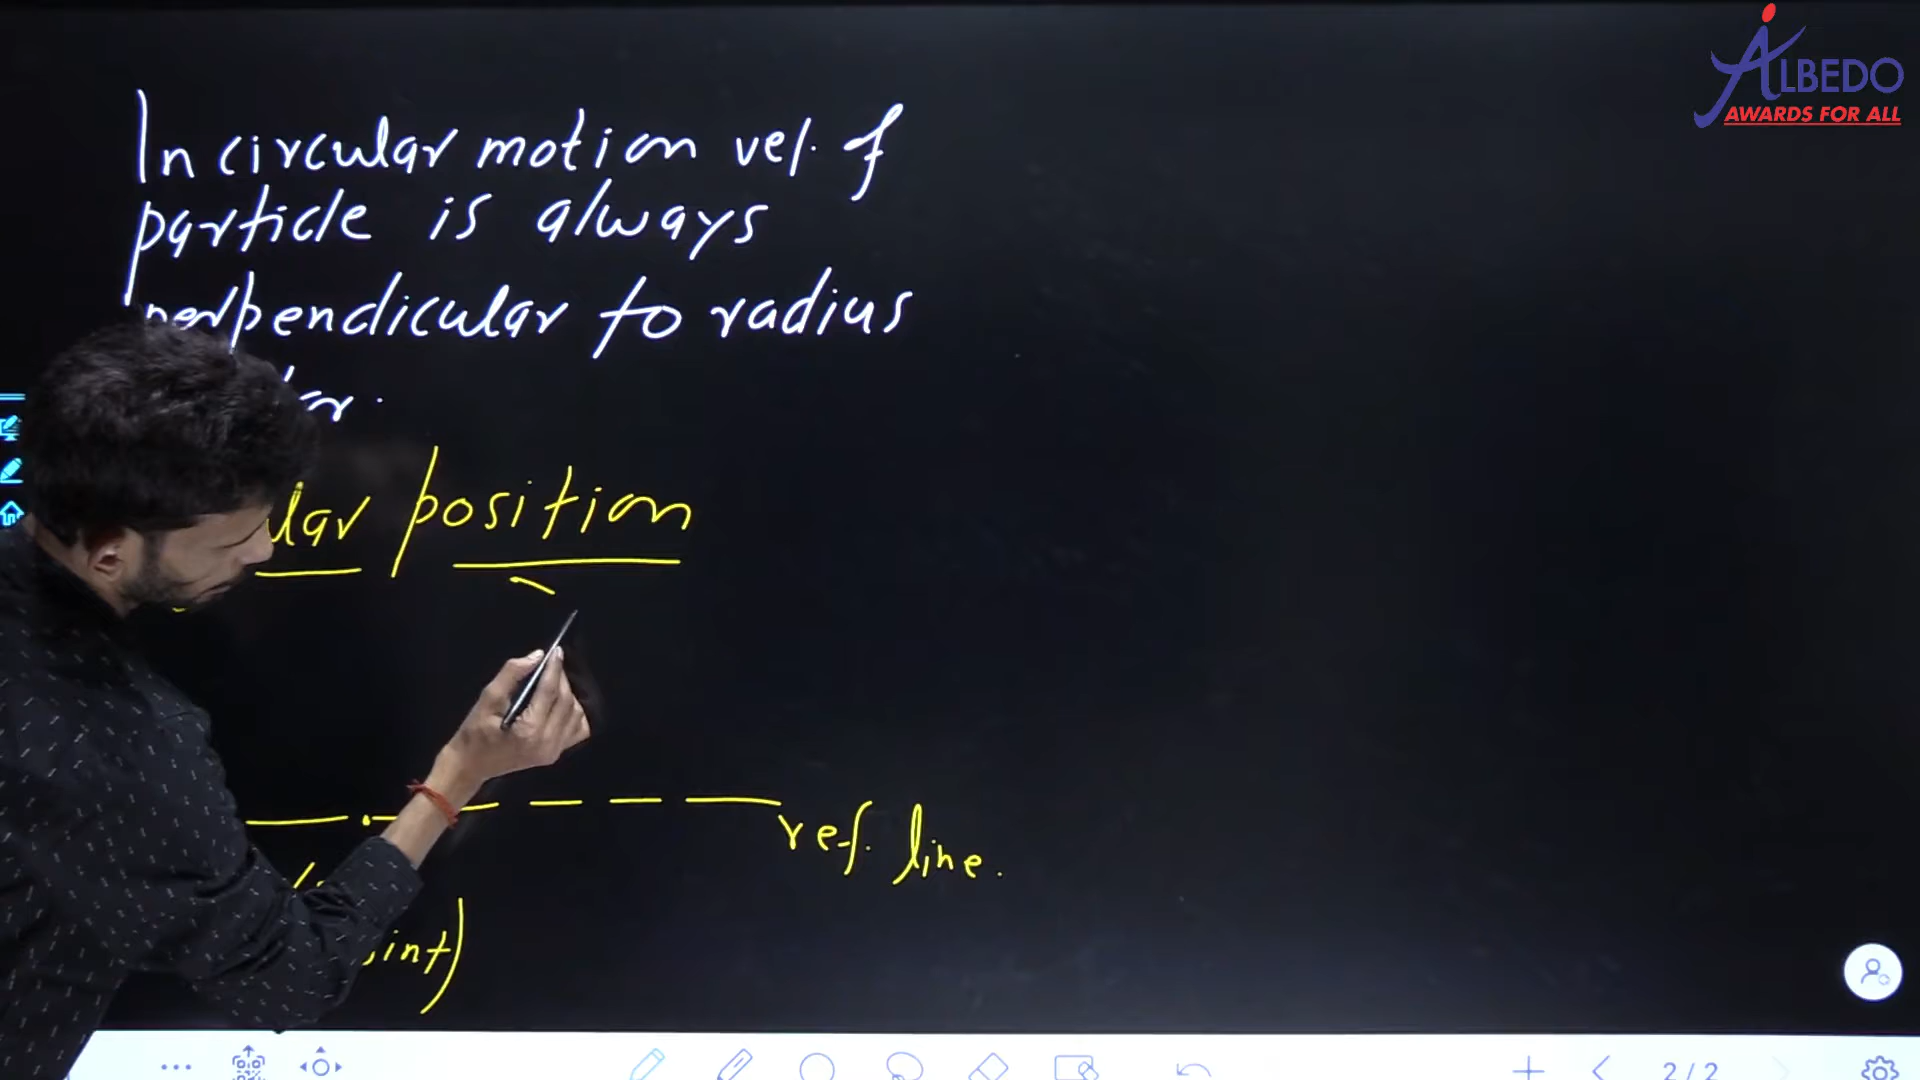 ALBEDO
AWARDS FOR ALL
In circular motion vel. of
particle is always
perpendicular to radius
position
ref. line.
2/2